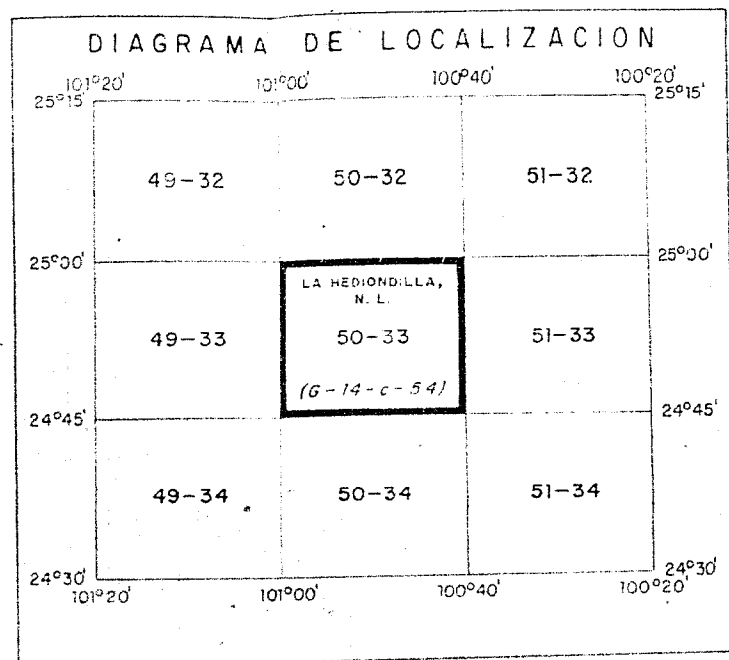 DIAGRAMA DE LOCALIZACION
101°20' 101°00' 100°40' 100°20'
25°15' 25°15'
49-32 50-32 51-32
25°00' 25°00'
LA HEDIONDILLA,
N. L.
49-33 50-33 51-33
(G-14-c-54)
24°45' 24°45'
49-34 50-34 51-34
24°30' 24°30'
101°20' 101°00' 100°40' 100°20'